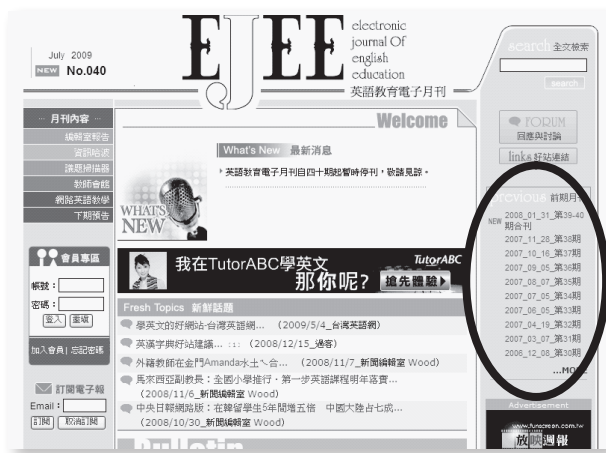 July 2009
NEW No.040
EJEE
electronic
journal Of
english
education
英語教育電子月刊
search 全文檢索
search
FORUM
回應與討論
links 好站連結
previous 前期月刊
NEW 2008_01_31_第39-40
期合刊
2007_11_28_第38期
2007_10_16_第37期
2007_09_05_第36期
2007_08_07_第35期
2007_07_05_第34期
2007_06_05_第33期
2007_04_19_第32期
2007_03_07_第31期
2006_12_08_第30期
...MORE
Advertisement
www.funscreen.com.tw
放映週報
月刊內容
編輯室報告
資訊哈波
議題掃描器
教師會館
網路英語教學
下期預告
會員專區
帳號：
密碼：
登入 重填
加入會員| 忘記密碼
訂閱電子報
Email：
訂閱 取消訂閱
Welcome
What's New 最新消息
英語教育電子月刊自四十期起暫時停刊，敬請見諒。
WHAT'S
NEW
我在TutorABC學英文
那你呢? 搶先體驗
TutorABC
Fresh Topics 新鮮話題
學英文的好網站-台灣英語網... （2009/5/4_台灣英語網）
英漢字典好站建議... ::: （2008/12/15_過客）
外籍教師在金門Amanda水土ㄟ合... （2008/11/7_新聞編輯室 Wood）
馬來西亞副教長：全國小學推行，第一步英語課程明年落實...
（2008/11/6_新聞編輯室 Wood）
中央日報網路版：在韓留學生5年間增五倍 中國大陸占七成...
（2008/10/30_新聞編輯室 Wood）
Bulletin